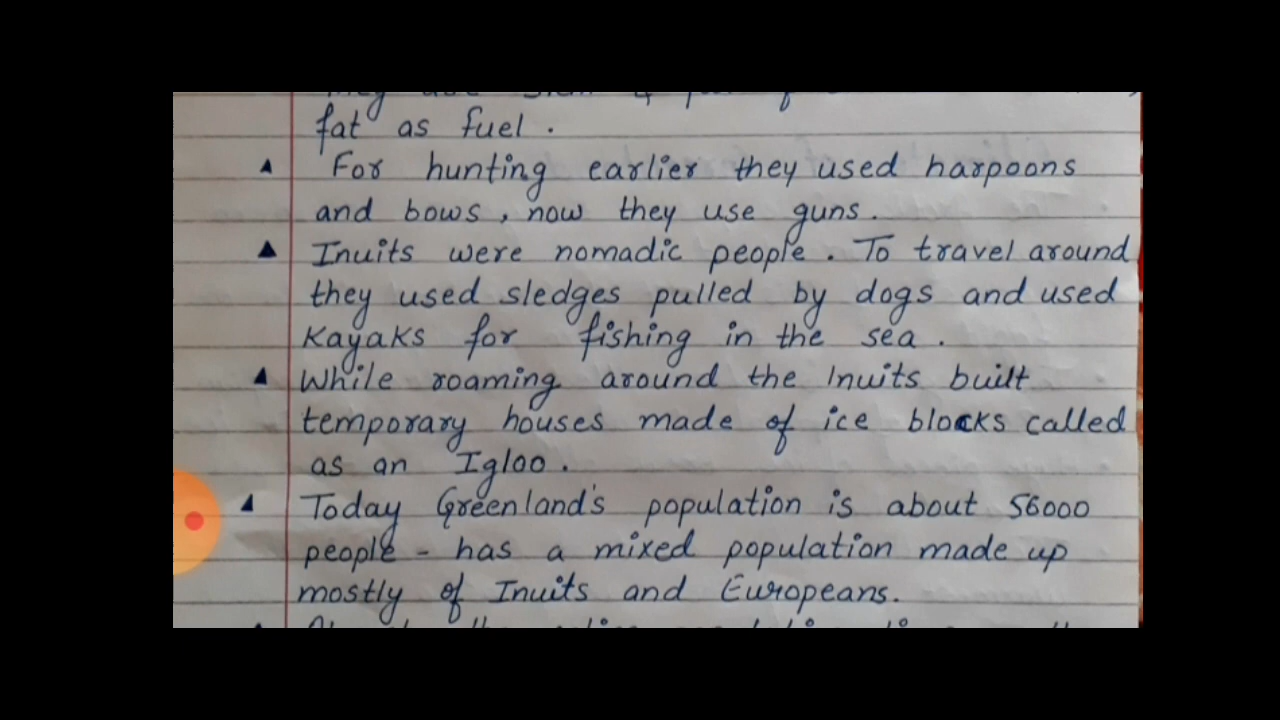 fat as fuel.
▲ For hunting earlier they used harpoons
and bows, now they use guns.
▲ Inuits were nomadic people. To travel around
they used sledges pulled by dogs and used
Kayaks for fishing in the sea.
▲ While roaming around the Inuits built
temporary houses made of ice blocks called
as an Igloo.
▲ Today Greenland's population is about 56000
people - has a mixed population made up
mostly of Inuits and Europeans.